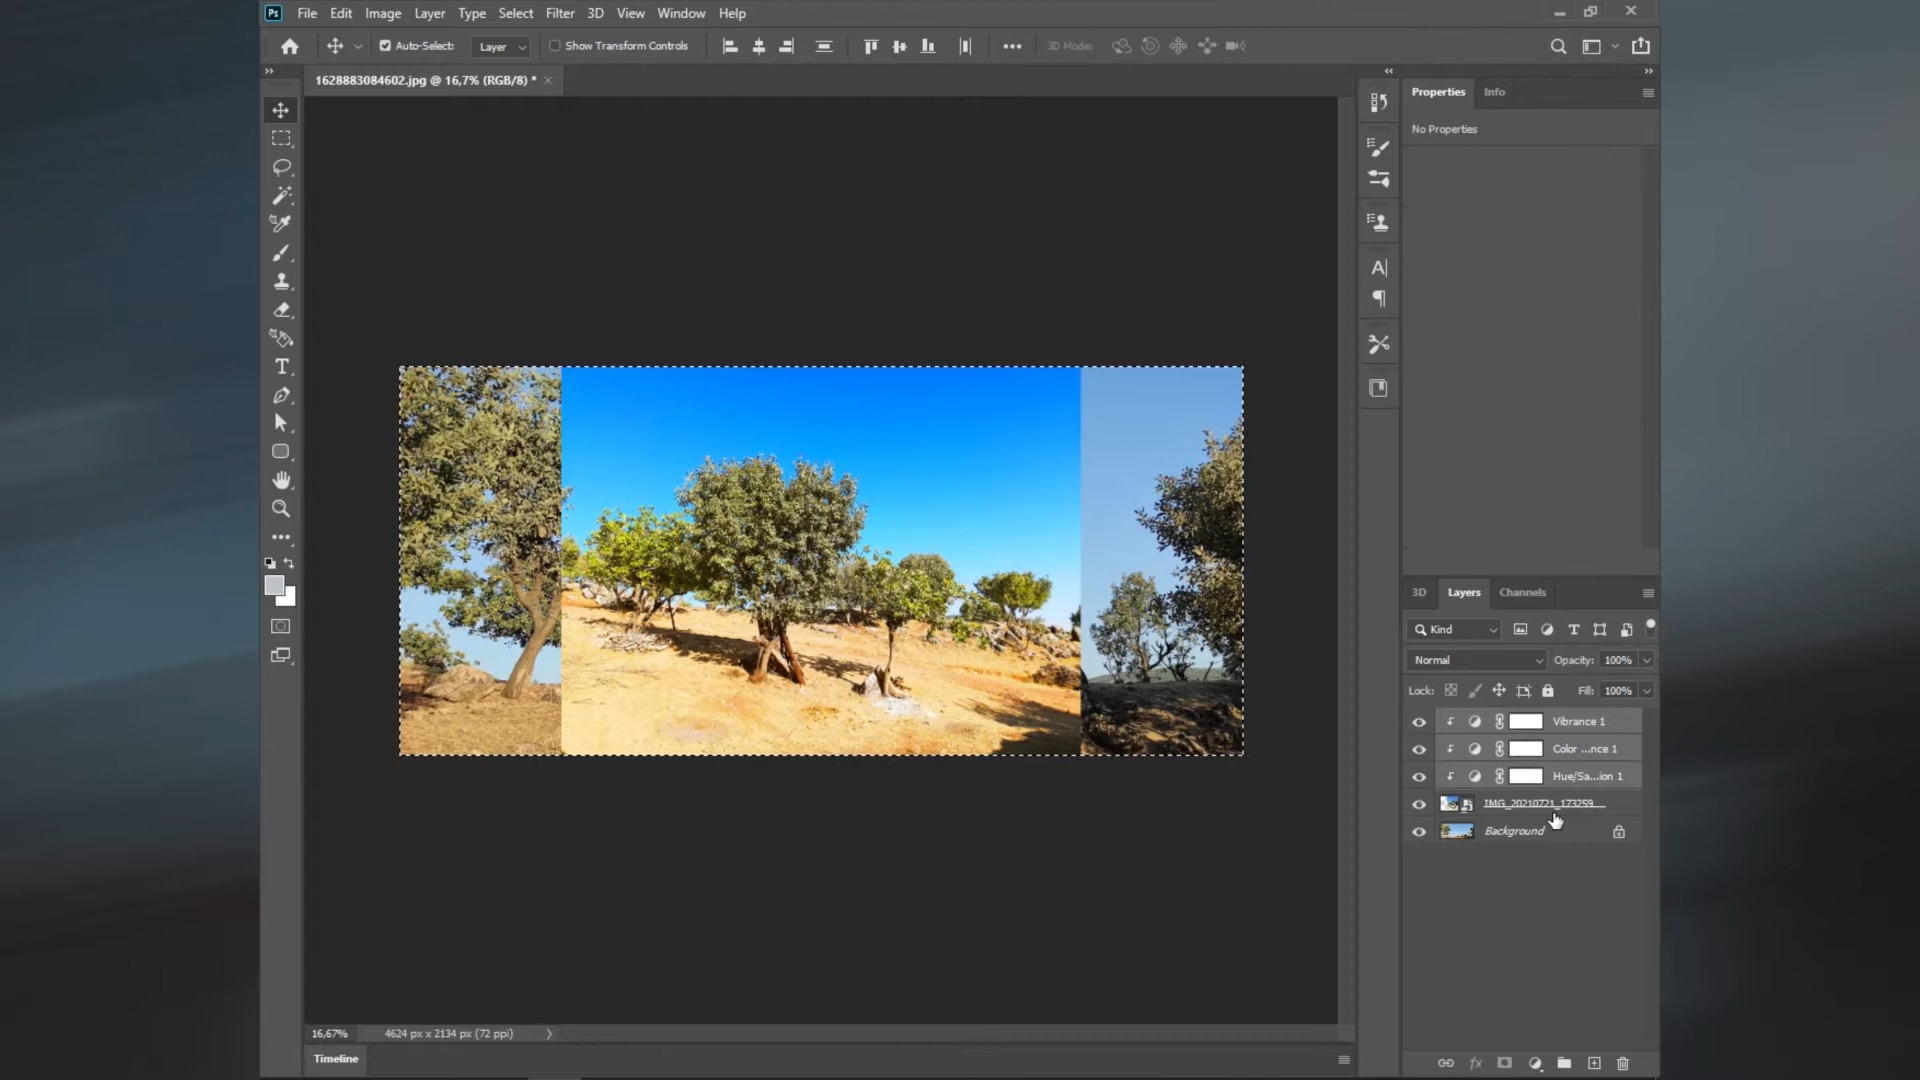 Ps File Edit Image Layer Type Select Filter 3D View Window Help
Auto-Select: Layer Show Transform Controls 3D Mode:
1628883084602.jpg @ 16,7% (RGB/8) *
Properties Info
No Properties
3D Layers Channels
Kind
Normal Opacity: 100%
Lock: Fill: 100%
Vibrance 1
Color ...nce 1
Hue/Sa...ion 1
IMG_20210721_173259...
Background
16,67% 4624 px x 2134 px (72 ppi)
Timeline